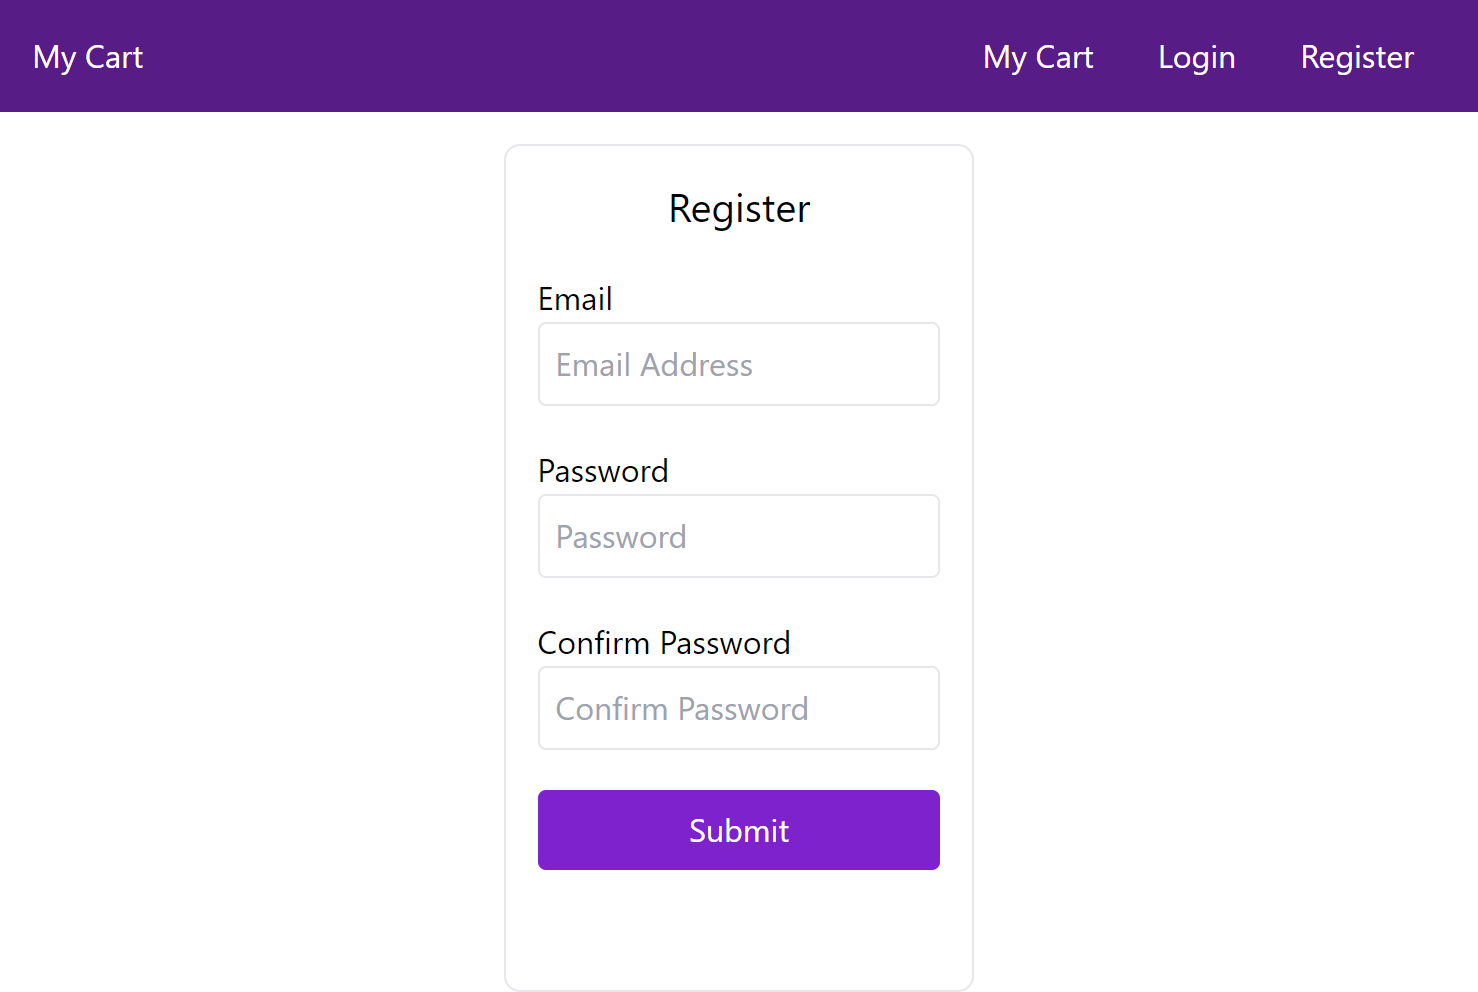 My Cart My Cart Login Register
Register
Email
Email Address
Password
Password
Confirm Password
Confirm Password
Submit